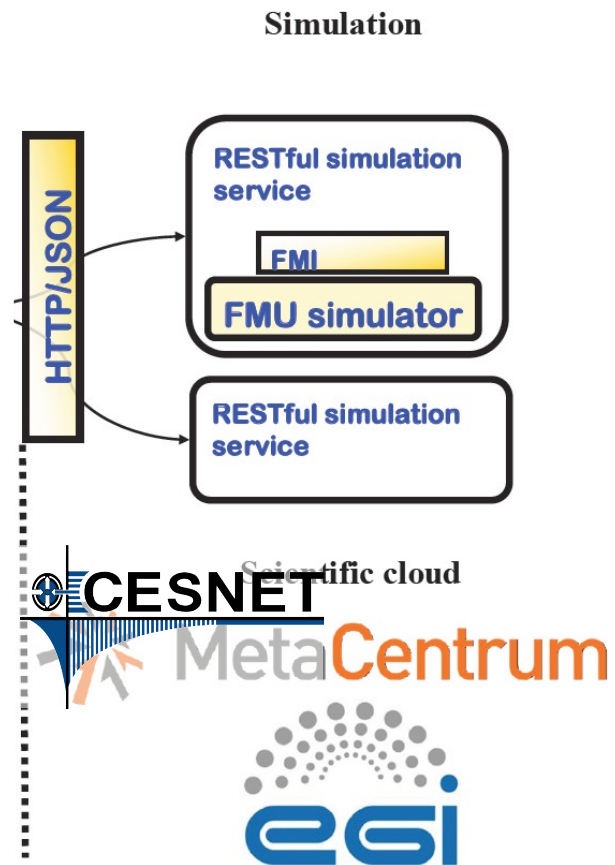 Simulation
HTTP/JSON
RESTful simulation
service
FMI
FMU simulator
RESTful simulation
service
Scientific cloud
CESNET
MetaCentrum
egi